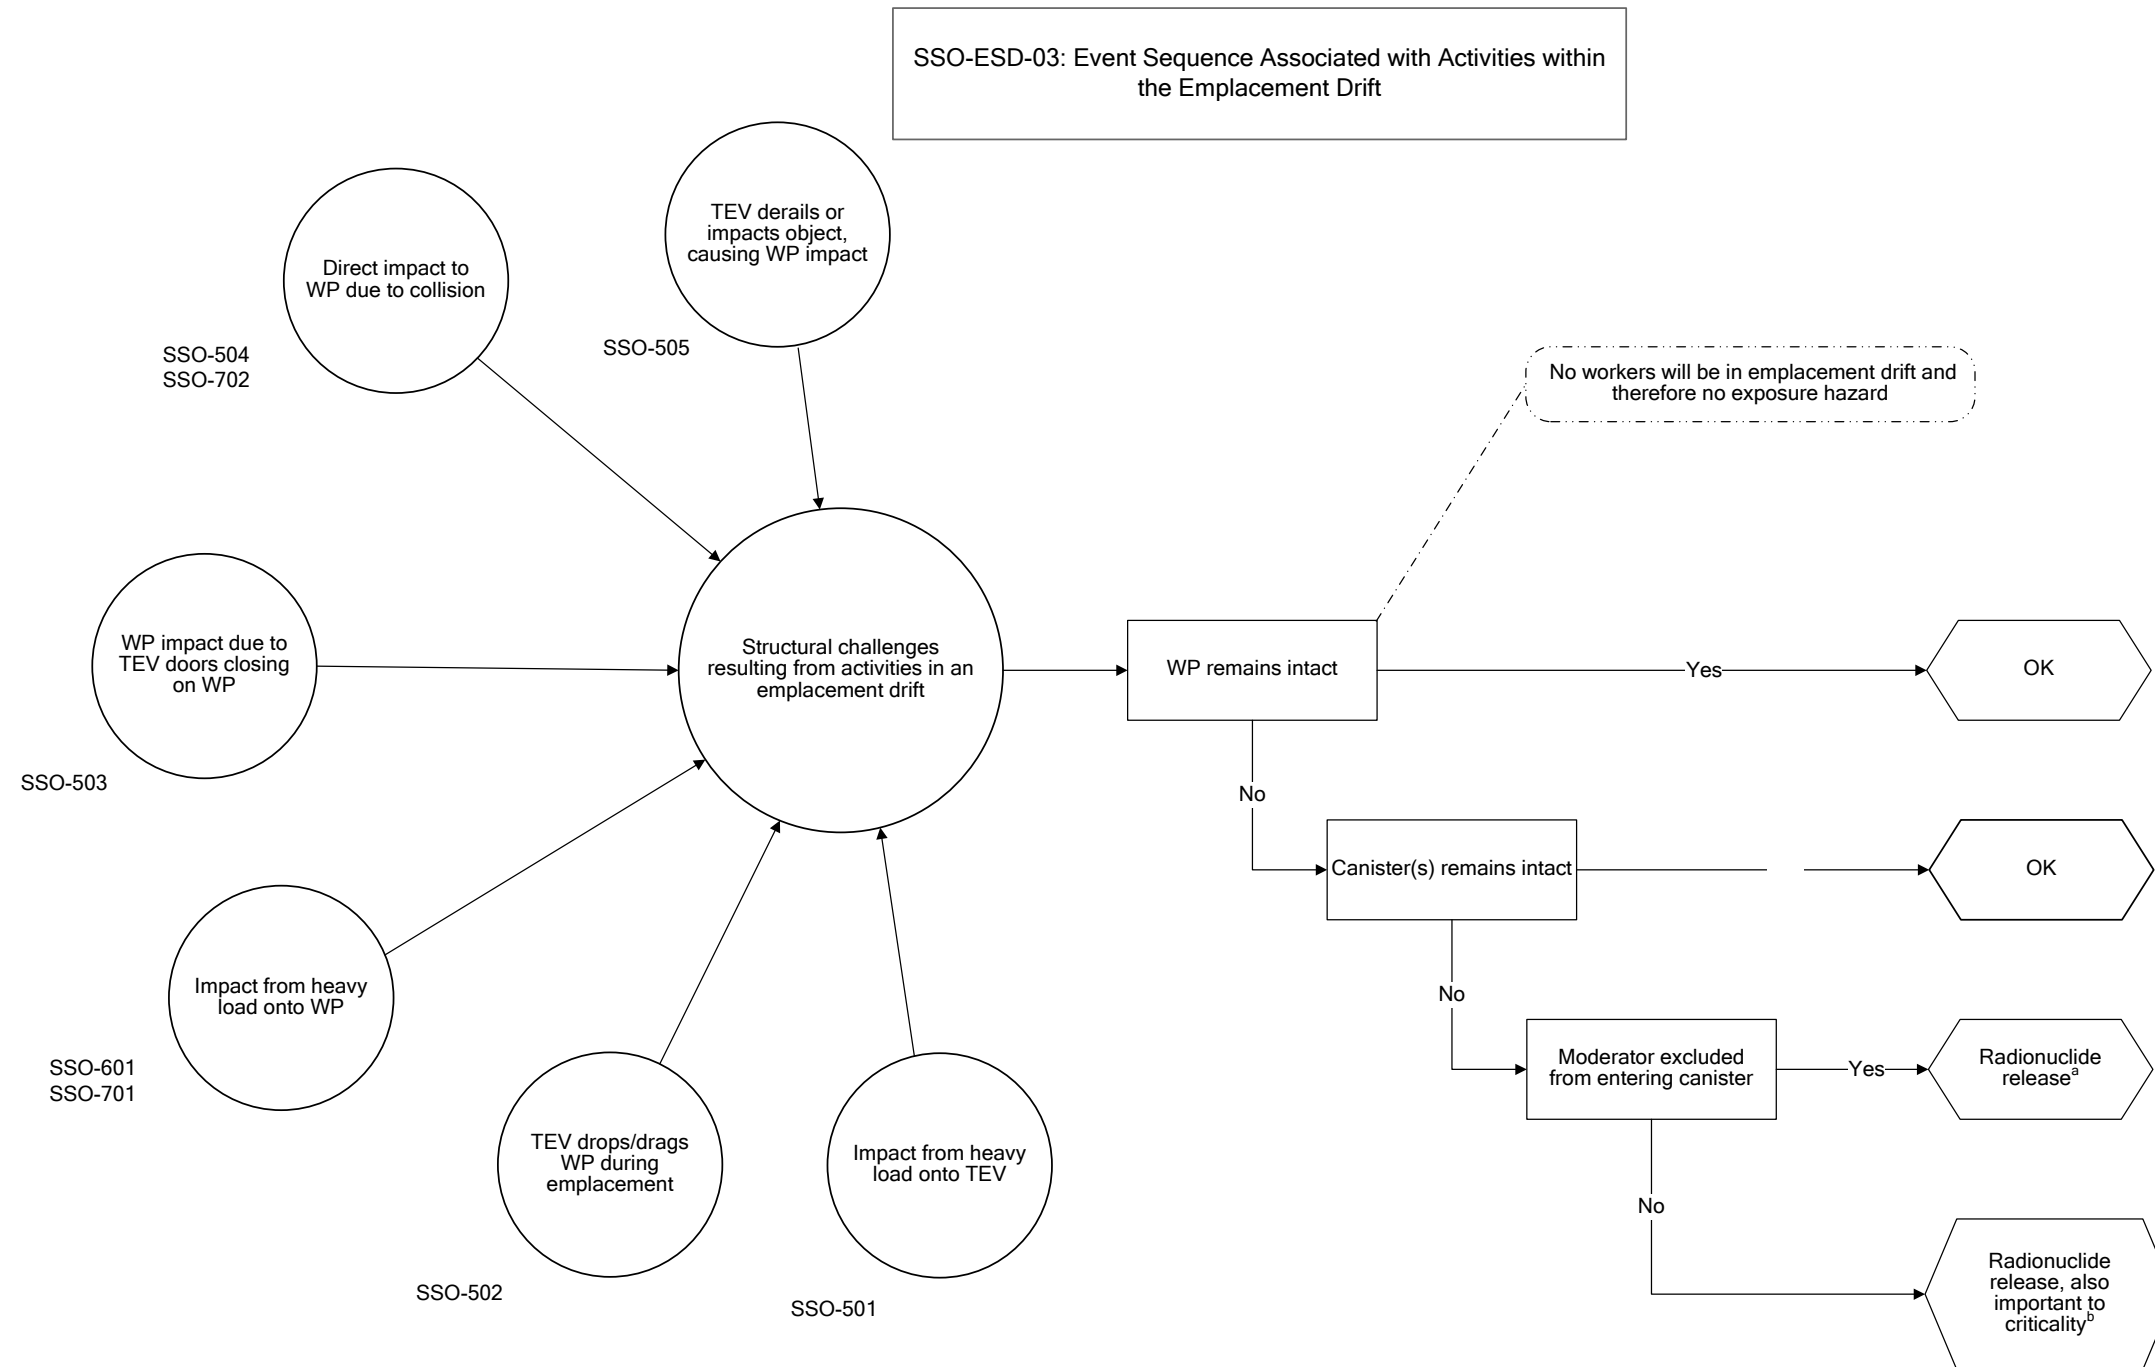 SSO-ESD-03: Event Sequence Associated with Activities within
the Emplacement Drift
TEV derails or
impacts object,
causing WP impact
SSO-505
Direct impact to
WP due to collision
SSO-504
SSO-702
No workers will be in emplacement drift and
therefore no exposure hazard
WP impact due to
TEV doors closing
on WP
SSO-503
Structural challenges
resulting from activities in an
emplacement drift
WP remains intact
Yes
OK
No
Canister(s) remains intact
OK
No
Impact from heavy
load onto WP
SSO-601
SSO-701
Moderator excluded
from entering canister
Yes
Radionuclide
releaseᵃ
No
TEV drops/drags
WP during
emplacement
SSO-502
Impact from heavy
load onto TEV
SSO-501
Radionuclide
release, also
important to
criticalityᵇ